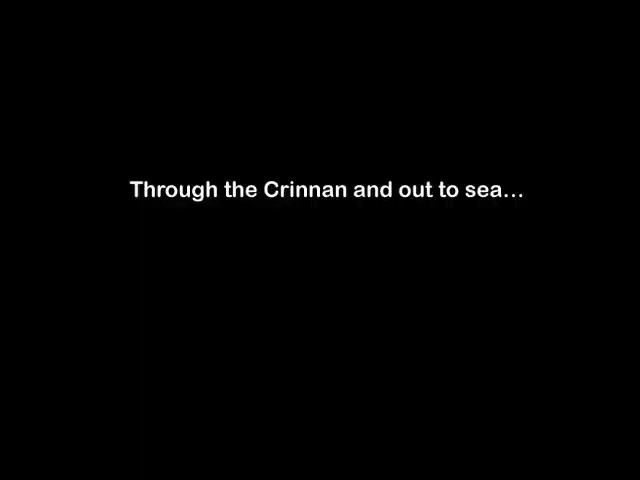 Through the Crinnan and out to sea…